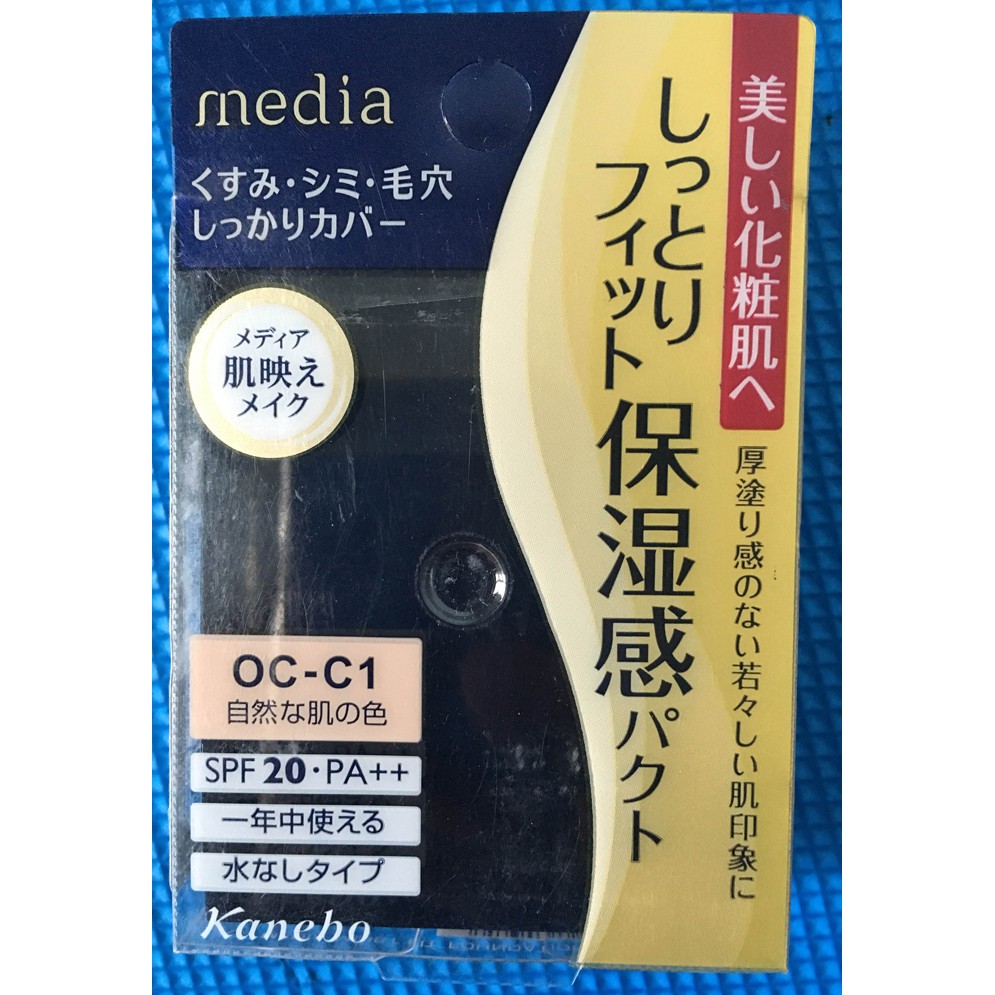 media
くすみ・シミ・毛穴
しっかりカバー
メディア
肌映え
メイク
美しい化粧肌へ
厚塗り感のない若々しい肌印象に
しっとり
フィット保湿感パクト
OC-C1
自然な肌の色
SPF 20・PA++
一年中使える
水なしタイプ
Kanebo